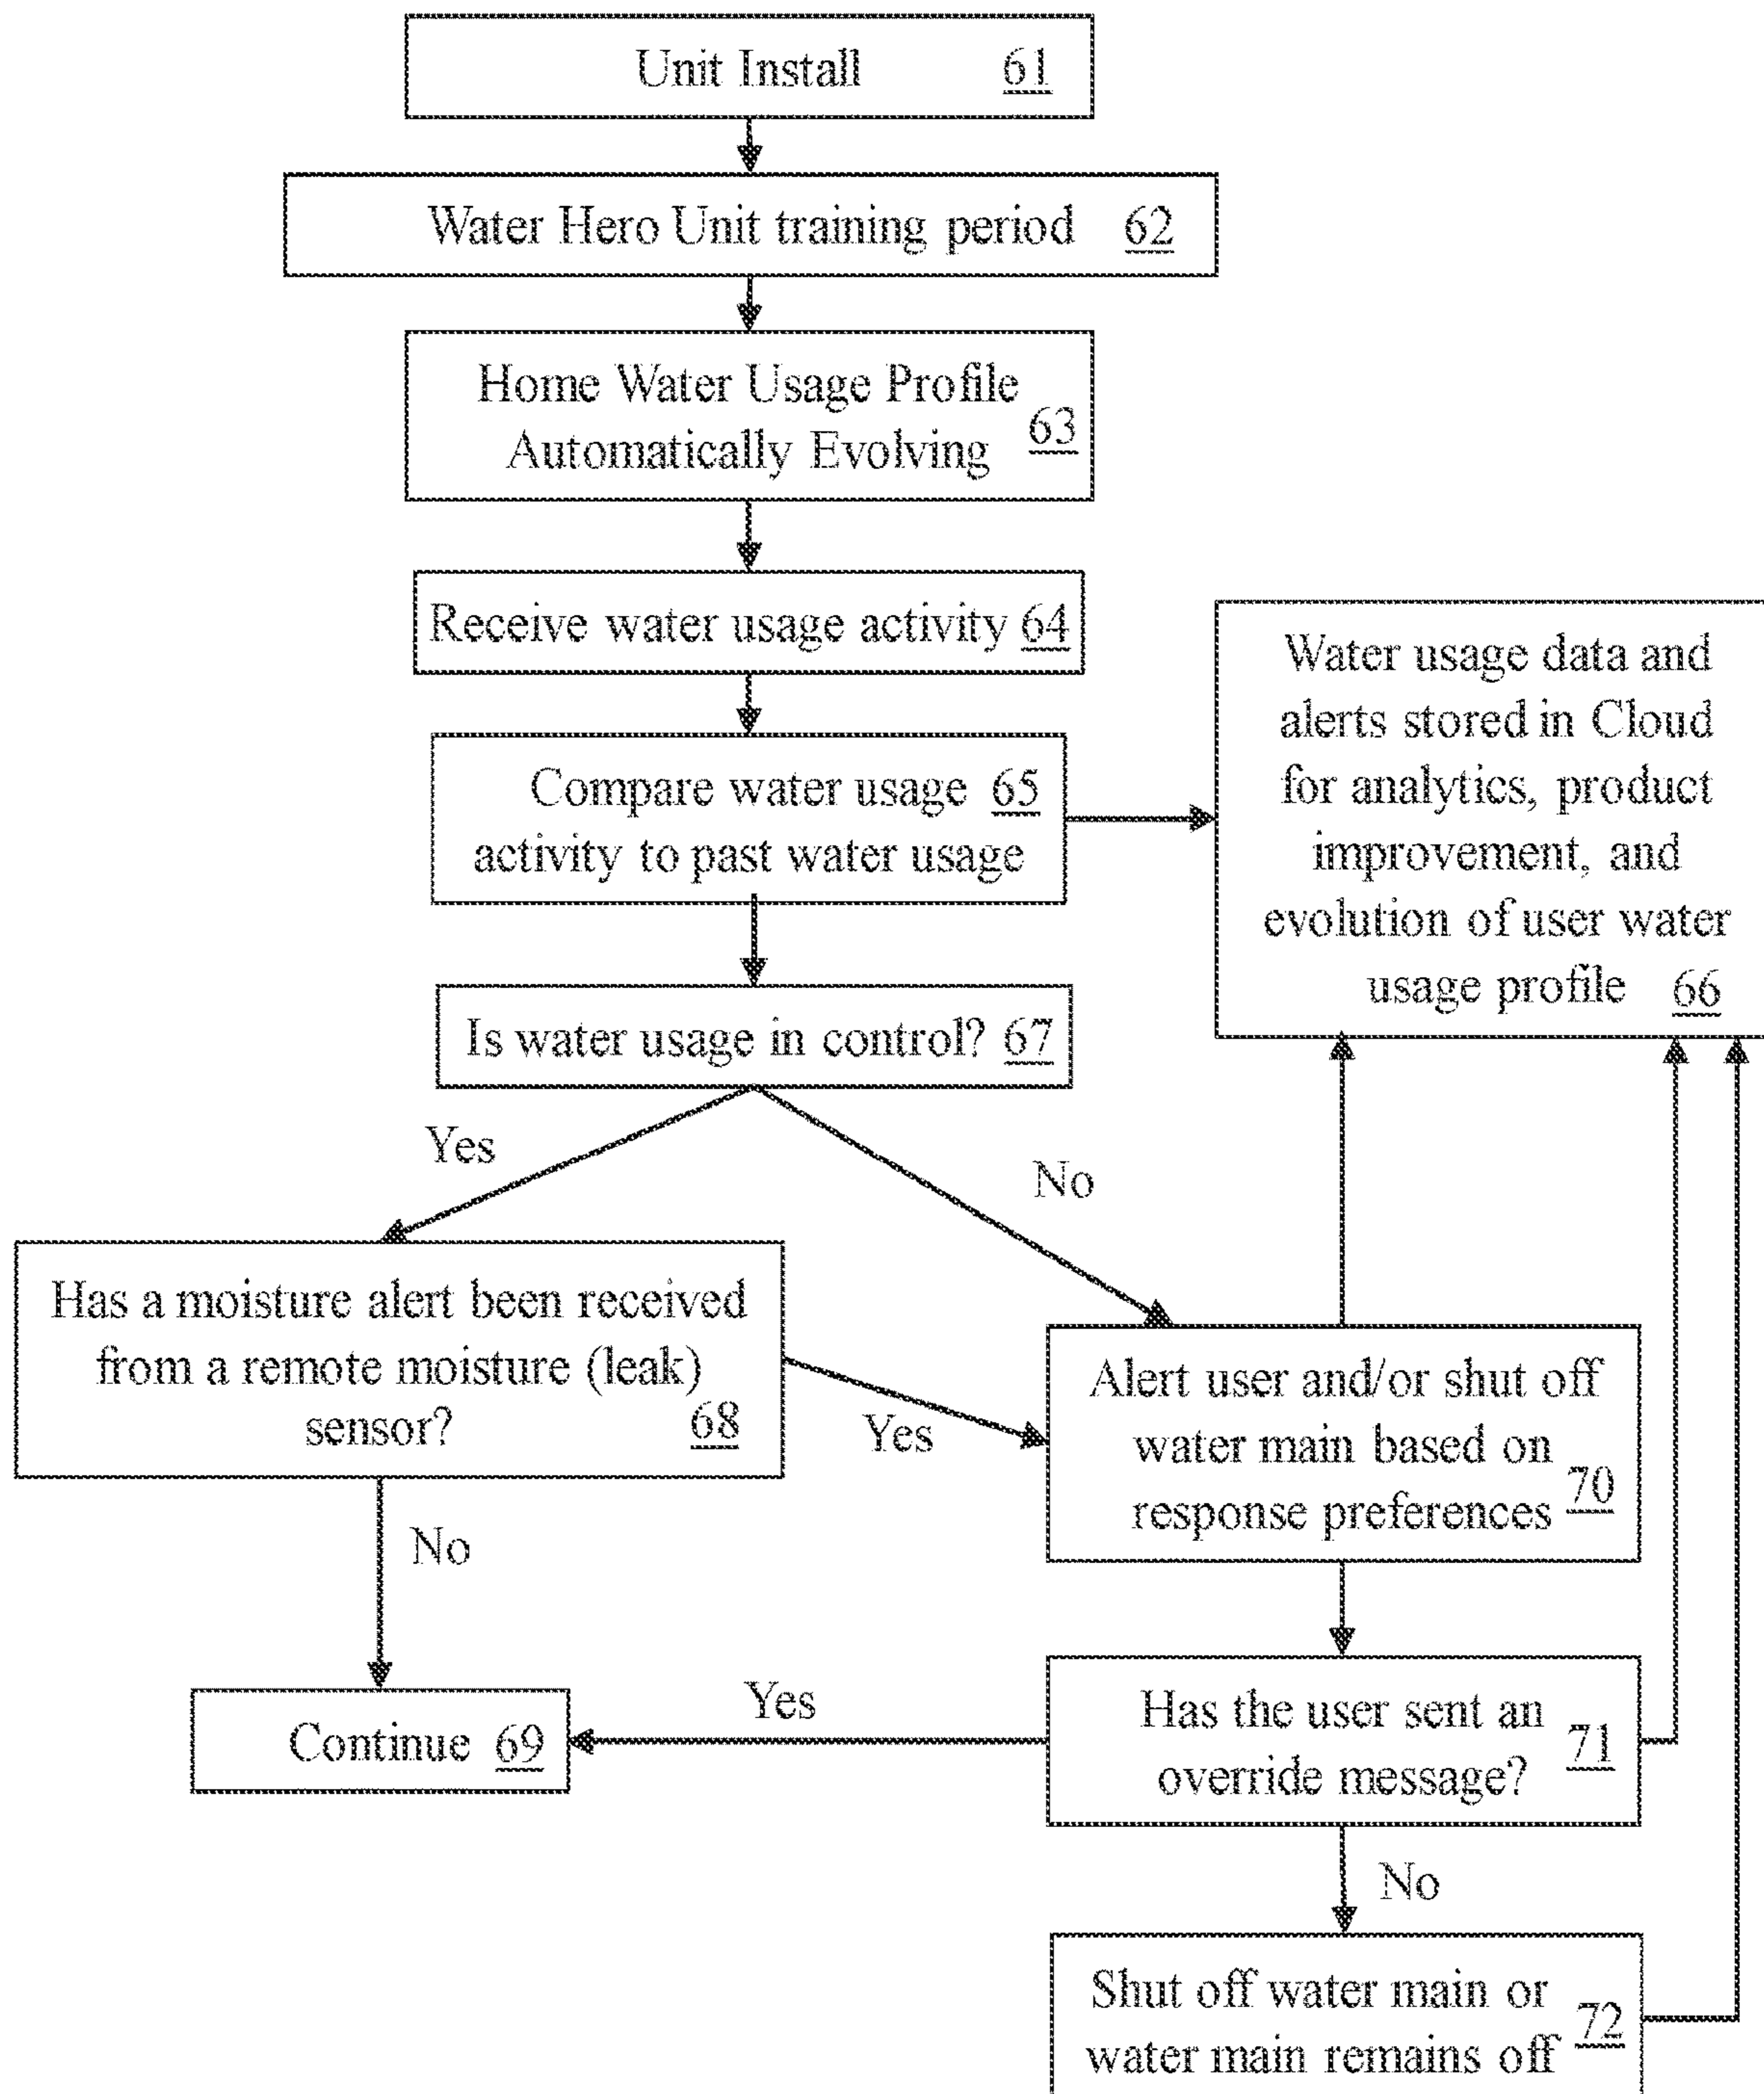 Unit Install 61
Water Hero Unit training period 62
Home Water Usage Profile
Automatically Evolving 63
Receive water usage activity 64
Compare water usage 65
activity to past water usage
Water usage data and
alerts stored in Cloud
for analytics, product
improvement, and
evolution of user water
usage profile 66
Is water usage in control? 67
Yes
No
Has a moisture alert been received
from a remote moisture (leak)
sensor? 68
Yes
Alert user and/or shut off
water main based on
response preferences 70
No
Continue 69
Yes
Has the user sent an
override message? 71
No
Shut off water main or
water main remains off 72